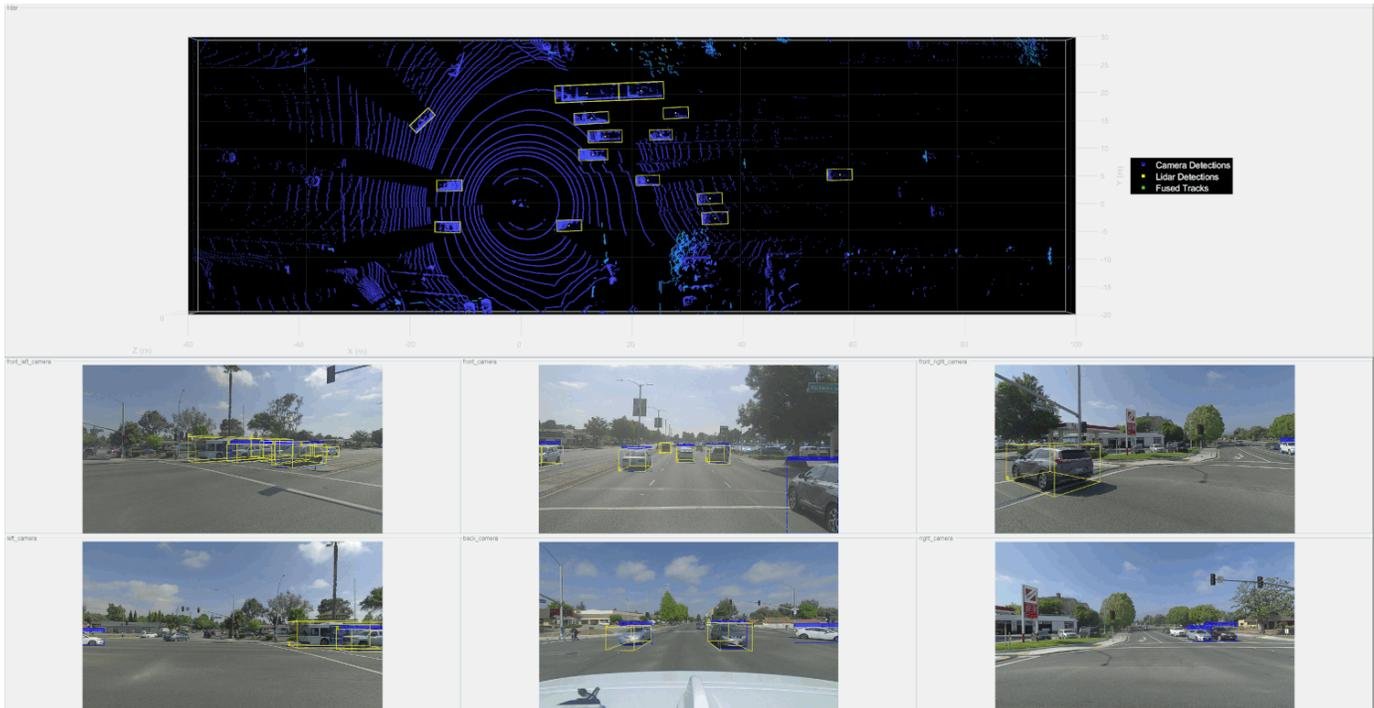 lidar
30
25
20
15
10
5
0
-5
-10
-15
-20
Y (m)
Camera Detections
Lidar Detections
Fused Tracks
0
-60
-40
-20
0
20
40
60
80
100
Z (m)
X (m)
front_left_camera
front_camera
front_right_camera
left_camera
back_camera
right_camera